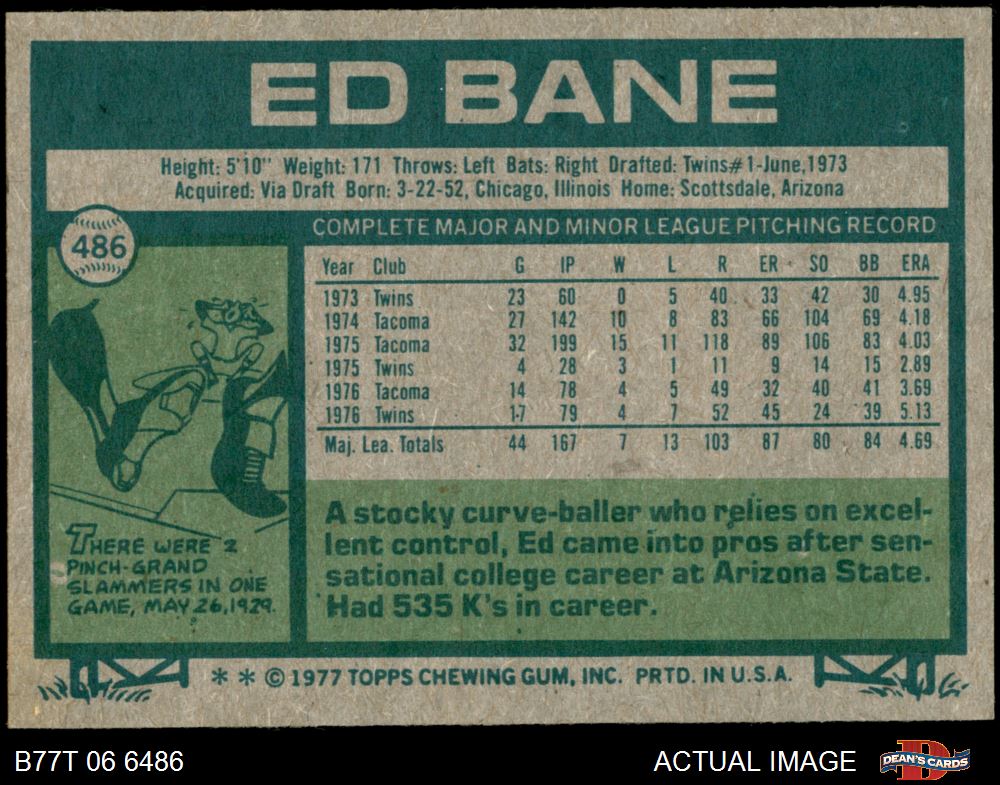 ED BANE
Height: 5'10" Weight: 171 Throws: Left Bats: Right Drafted: Twins#1-June,1973
Acquired: Via Draft Born: 3-22-52, Chicago, Illinois Home: Scottsdale, Arizona
486
COMPLETE MAJOR AND MINOR LEAGUE PITCHING RECORD
Year Club G IP W L R ER SO BB ERA
1973 Twins 23 60 0 5 40 33 42 30 4.95
1974 Tacoma 27 142 10 8 83 66 104 69 4.18
1975 Tacoma 32 199 15 11 118 89 106 83 4.03
1975 Twins 4 28 3 1 11 9 14 15 2.89
1976 Tacoma 14 78 4 5 49 32 40 41 3.69
1976 Twins 17 79 4 7 52 45 24 39 5.13
Maj. Lea. Totals 44 167 7 13 103 87 80 84 4.69
THERE WERE 2
PINCH-GRAND
SLAMMERS IN ONE
GAME, MAY 26, 1929.
A stocky curve-baller who relies on excel-
lent control, Ed came into pros after sen-
sational college career at Arizona State.
Had 535 K's in career.
** © 1977 TOPPS CHEWING GUM, INC. PRTD. IN U.S.A.
B77T 06 6486
ACTUAL IMAGE
D
DEAN'S CARDS